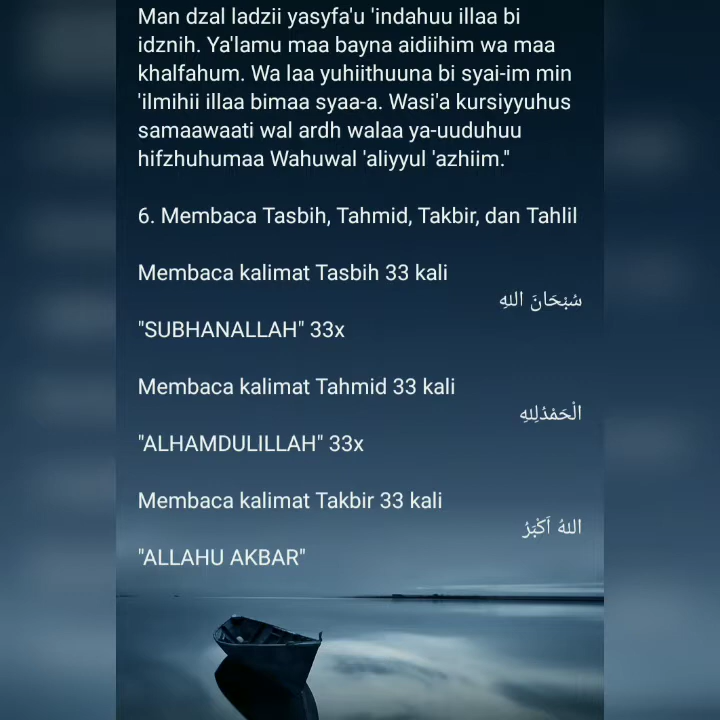 Man dzal ladzii yasyfa'u 'indahuu illaa bi
idznih. Ya'lamu maa bayna aidiihim wa maa
khalfahum. Wa laa yuhiithuuna bi syai-im min
'ilmihii illaa bimaa syaa-a. Wasi'a kursiyyuhus
samaawaati wal ardh walaa ya-uuduhuu
hifzhuhumaa Wahuwal 'aliyyul 'azhiim."
6. Membaca Tasbih, Tahmid, Takbir, dan Tahlil
Membaca kalimat Tasbih 33 kali
سُبْحَانَ اللهِ
"SUBHANALLAH" 33x
Membaca kalimat Tahmid 33 kali
الْحَمْدُلِلهِ
"ALHAMDULILLAH" 33x
Membaca kalimat Takbir 33 kali
اللهُ اَكْبَرُ
"ALLAHU AKBAR"